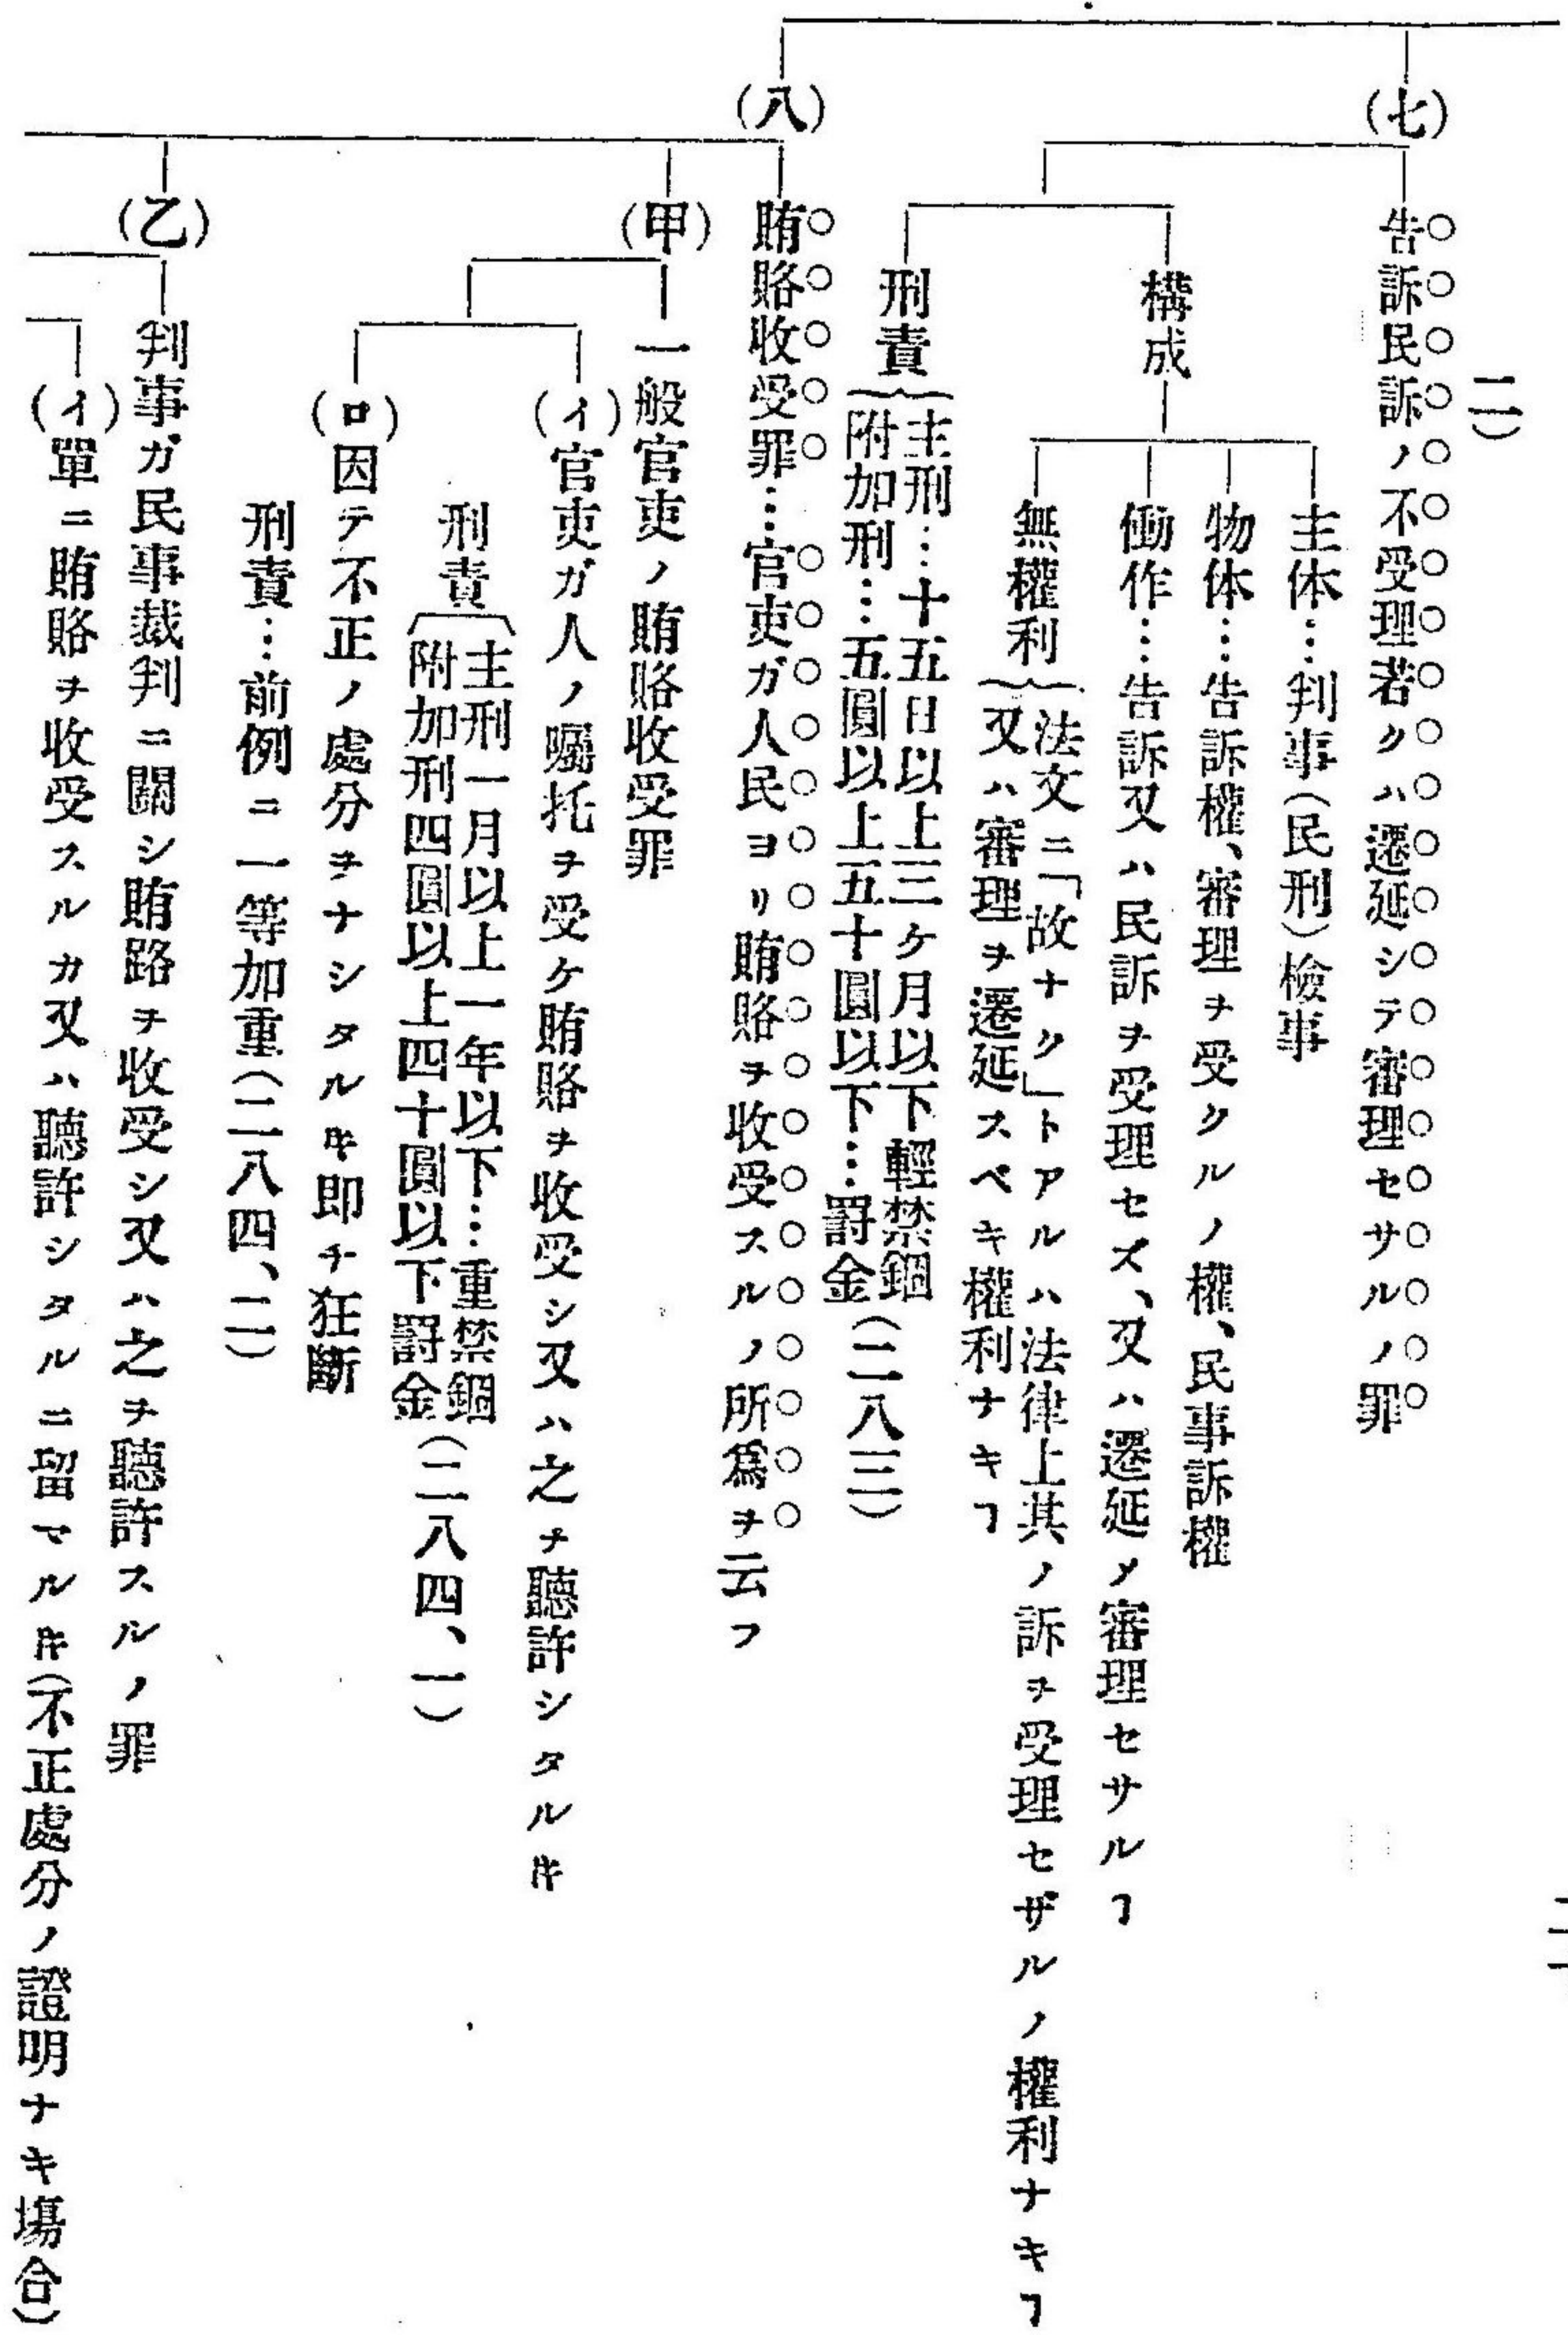 二)
(七)
告訴民訴ノ不受理若クハ遷延シテ審理セサルノ罪
構成
主体…判事(民刑)檢事
物体…告訴權、審理ヲ受クルノ權、民事訴權
働作…告訴又ハ民訴ヲ受理セズ、又ハ遷延〆審理セサルヿ
無權利
法文ニ「故ナク」トアルハ法律上其ノ訴ヲ受理セザルノ權利ナキヿ
又ハ審理ヲ遷延スベキ權利ナキヿ
刑責
主刑…十五日以上三ケ月以下輕禁錮
附加刑…五圓以上五十圓以下…罸金
(二八三)
(八)
賄賂收受罪…官吏ガ人民ヨリ賄賂ヲ收受スルノ所爲ヲ云フ
(甲)
一般官吏ノ賄賂收受罪
(イ)官吏ガ人ノ囑托ヲ受ケ賄賂ヲ收受シ又ハ之ヲ聽許シタルキ
刑責
主刑一月以上一年以下…重禁錮
附加刑四圓以上四十圓以下罸金
(二八四、一)
(ロ)因テ不正ノ處分ヲナシタルキ即チ狂斷
刑責…前例ニ一等加重(二八四、二)
(乙)
判事ガ民事裁判ニ關シ賄路ヲ收受シ又ハ之ヲ聽許スルノ罪
(イ)單ニ賄賂ヲ收受スルカ又ハ聽許シタルニ留マルキ(不正處分ノ證明ナキ塲合)